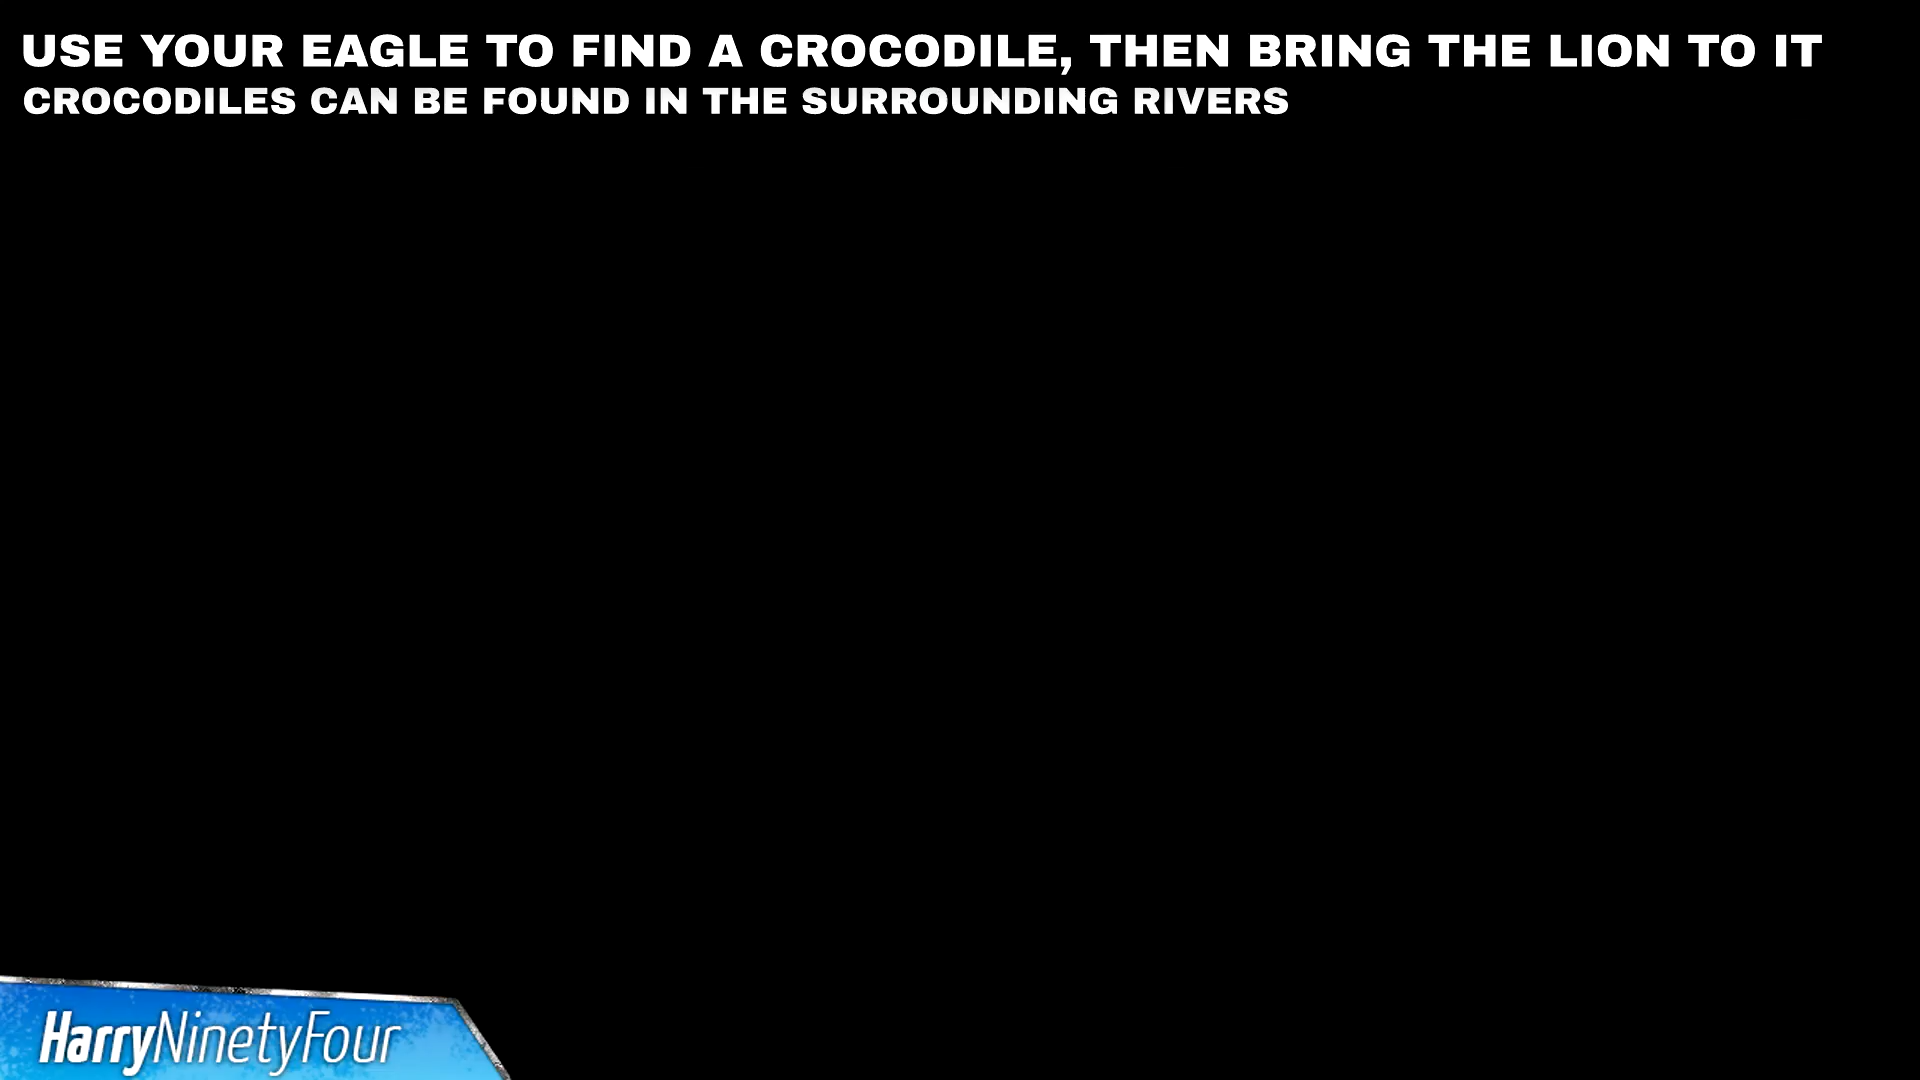 USE YOUR EAGLE TO FIND A CROCODILE, THEN BRING THE LION TO IT
CROCODILES CAN BE FOUND IN THE SURROUNDING RIVERS
HarryNinetyFour